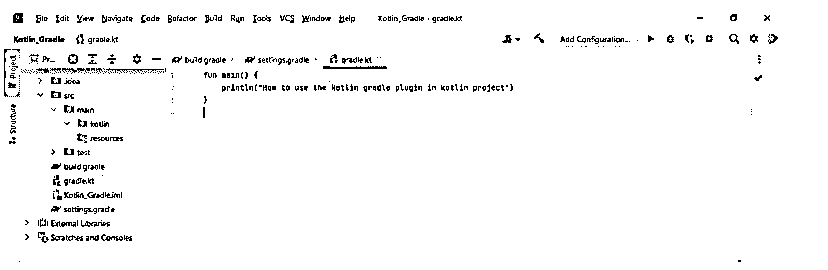 File Edit View Navigate Code Refactor Build Run Tools VCS Window Help Kotlin_Gradle - gradle.kt
Kotlin_Gradle gradle.kt Add Configuration...
Project
Structure
Pr... build.gradle settings.gradle gradle.kt
.idea
src
main
kotlin
resources
test
build.gradle
gradle.kt
Kotlin_Gradle.iml
settings.gradle
External Libraries
Scratches and Consoles
fun main() {
println("How to use the kotlin gradle plugin in kotlin project")
}